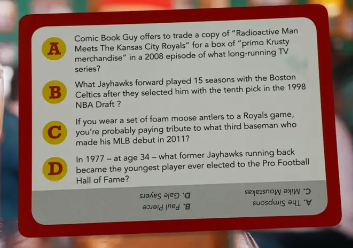 A
Comic Book Guy offers to trade a copy of "Radioactive Man
Meets The Kansas City Royals" for a box of "primo Krusty
merchandise" in a 2008 episode of what long-running TV
series?
B
What Jayhawks forward played 15 seasons with the Boston
Celtics after they selected him with the tenth pick in the 1998
NBA Draft ?
C
If you wear a set of foam moose antlers to a Royals game,
you're probably paying tribute to what third baseman who
made his MLB debut in 2011?
D
In 1977 – at age 34 – what former Jayhawks running back
became the youngest player ever elected to the Pro Football
Hall of Fame?
A. The Simpsons
B. Paul Pierce
C. Mike Moustakas
D. Gale Sayers